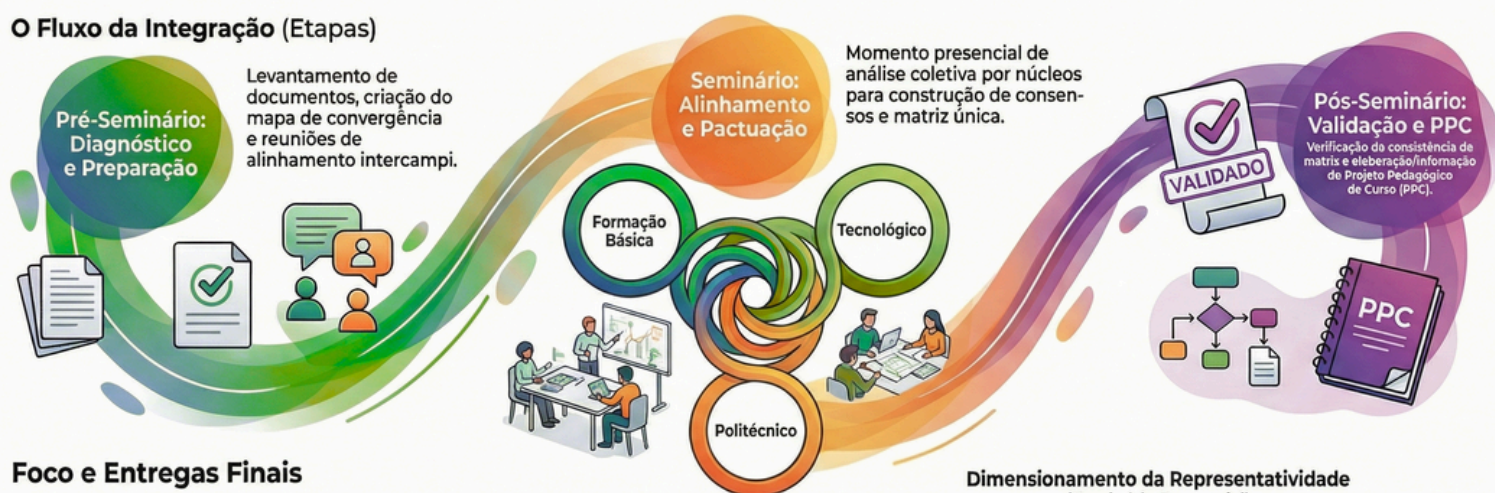 O Fluxo da Integração (Etapas)
Pré-Seminário:
Diagnóstico
e Preparação
Levantamento de
documentos, criação do
mapa de convergência
e reuniões de
alinhamento intercampi.
Seminário:
Alinhamento
e Pactuação
Momento presencial de
análise coletiva por núcleos
para construção de consen-
sos e matriz única.
Formação
Básica
Tecnológico
Politécnico
VALIDADO
Pós-Seminário:
Validação e PPC
Verificação do consistência de
matris e eleberação/infornação
de Projeto Pedagógico
de Curso (PPC).
PPC
Foco e Entregas Finais
Dimensionamento da Representatividade